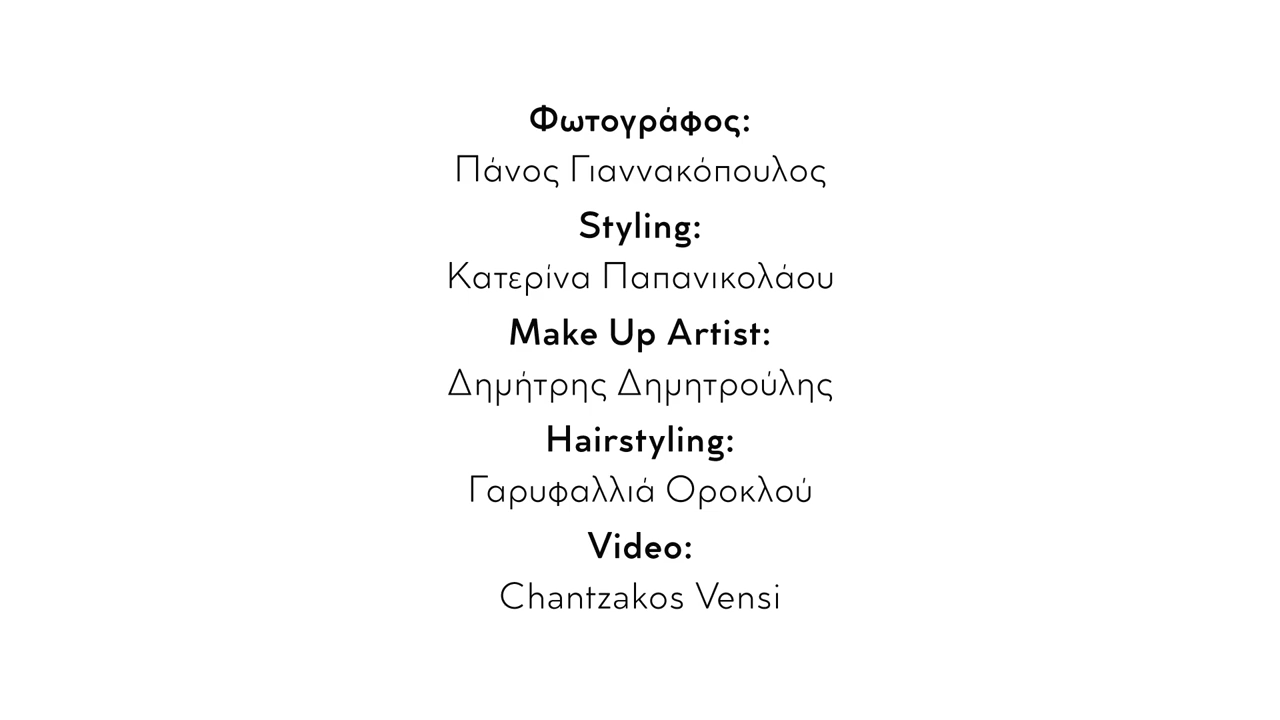 Φωτογράφος:
Πάνος Γιαννακόπουλος
Styling:
Κατερίνα Παπανικολάου
Make Up Artist:
Δημήτρης Δημητρούλης
Hairstyling:
Γαρυφαλλιά Οροκλού
Video:
Chantzakos Vensi